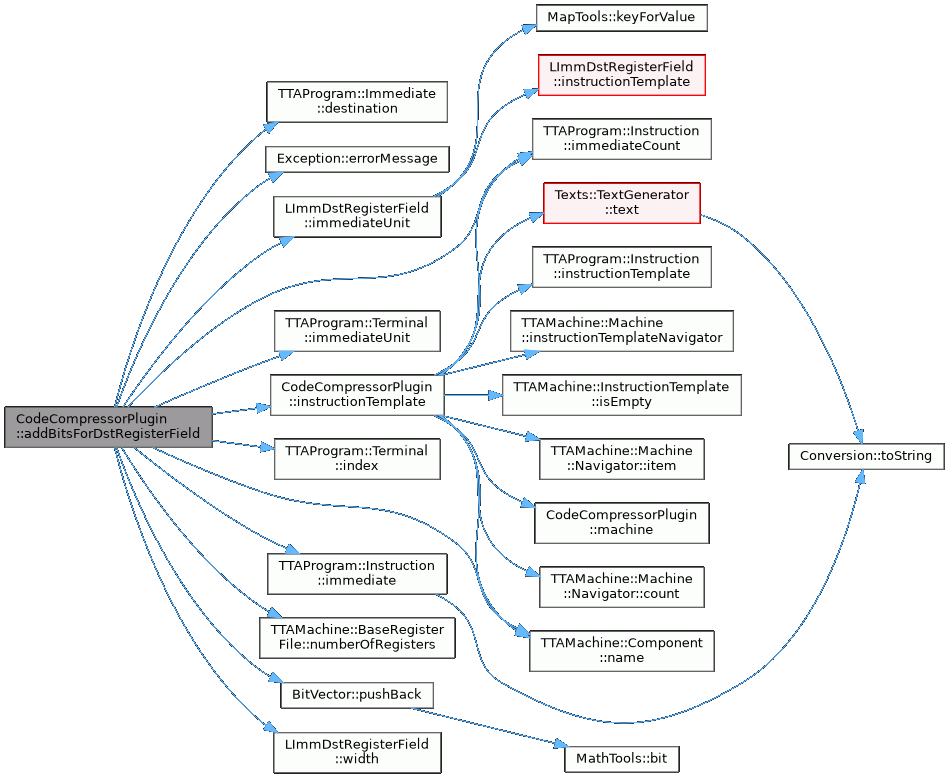 CodeCompressorPlugin
::addBitsForDstRegisterField
TTAProgram::Immediate
::destination
Exception::errorMessage
LImmDstRegisterField
::immediateUnit
TTAProgram::Terminal
::immediateUnit
CodeCompressorPlugin
::instructionTemplate
TTAProgram::Terminal
::index
TTAProgram::Instruction
::immediate
TTAMachine::BaseRegister
File::numberOfRegisters
BitVector::pushBack
LImmDstRegisterField
::width
MapTools::keyForValue
LImmDstRegisterField
::instructionTemplate
TTAProgram::Instruction
::immediateCount
Texts::TextGenerator
::text
TTAProgram::Instruction
::instructionTemplate
TTAMachine::Machine
::instructionTemplateNavigator
TTAMachine::InstructionTemplate
::isEmpty
TTAMachine::Machine
::Navigator::item
CodeCompressorPlugin
::machine
TTAMachine::Machine
::Navigator::count
TTAMachine::Component
::name
MathTools::bit
Conversion::toString